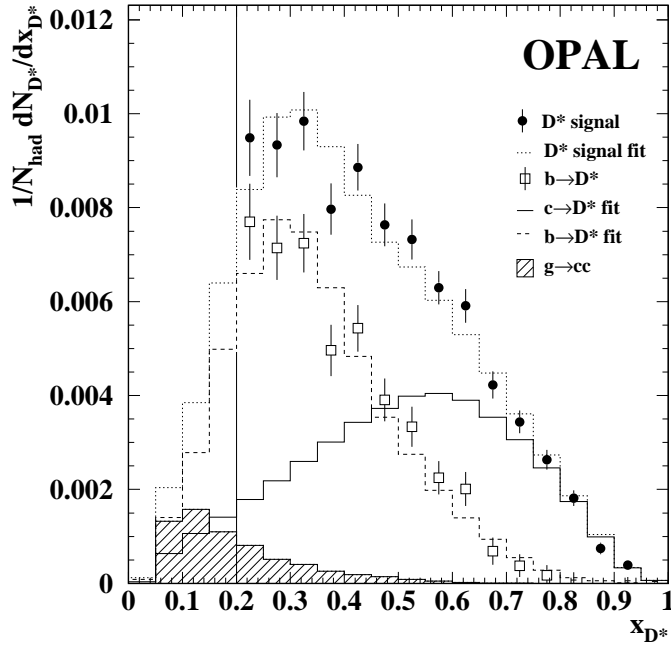 1/N_had dN_D*/dx_D*
0.012
0.01
0.008
0.006
0.004
0.002
0
OPAL
D* signal
D* signal fit
b→D*
c→D* fit
b→D* fit
g→cc
0 0.1 0.2 0.3 0.4 0.5 0.6 0.7 0.8 0.9 1
x_D*